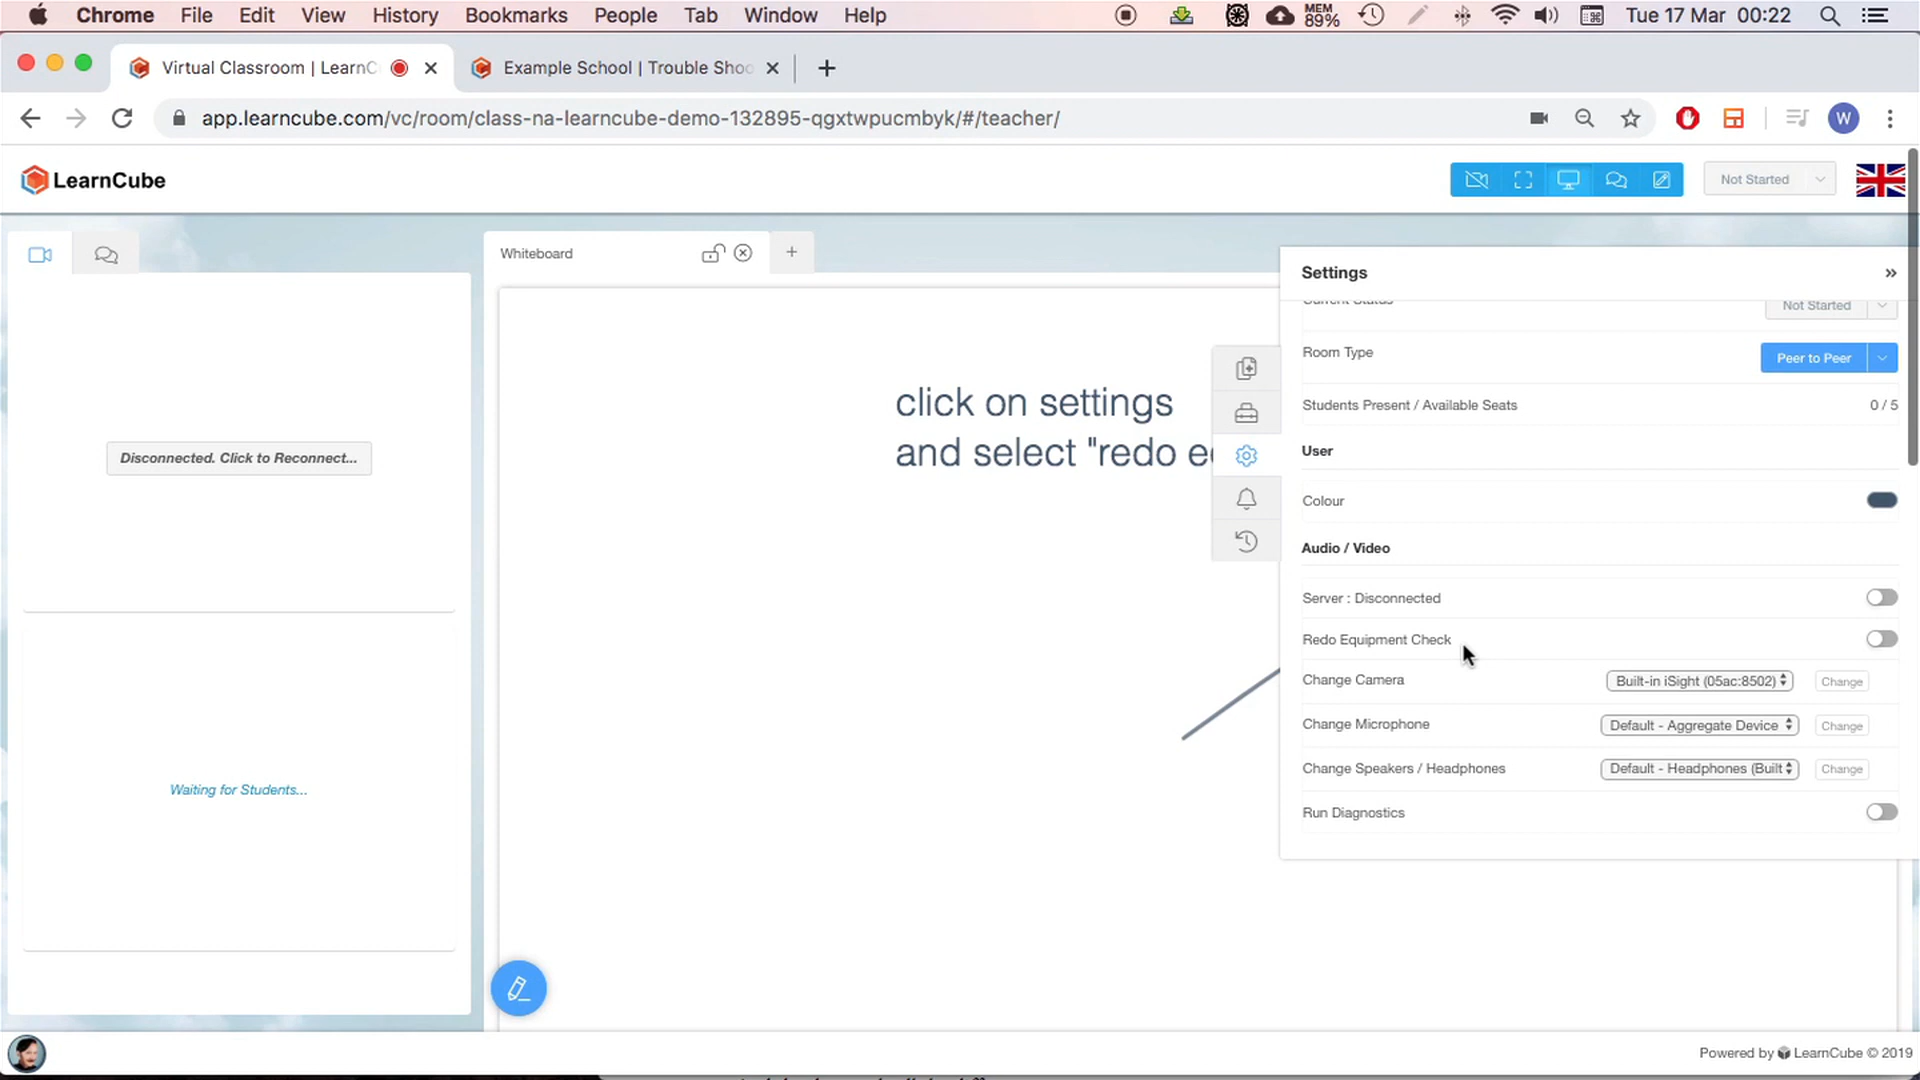 Chrome File Edit View History Bookmarks People Tab Window Help MEM 89% Tue 17 Mar 00:22
Virtual Classroom | LearnC
Example School | Trouble Shoo
app.learncube.com/vc/room/class-na-learncube-demo-132895-qgxtwpucmbyk/#/teacher/
W
LearnCube
Not Started
Whiteboard
Settings
Current Status
Not Started
Room Type
Peer to Peer
click on settings
Students Present / Available Seats
0 / 5
and select "redo e
User
Disconnected. Click to Reconnect...
Colour
Audio / Video
Server : Disconnected
Redo Equipment Check
Change Camera
Built-in iSight (05ac:8502)
Change
Change Microphone
Default - Aggregate Device
Change
Change Speakers / Headphones
Default - Headphones (Built
Change
Waiting for Students...
Run Diagnostics
Powered by LearnCube © 2019